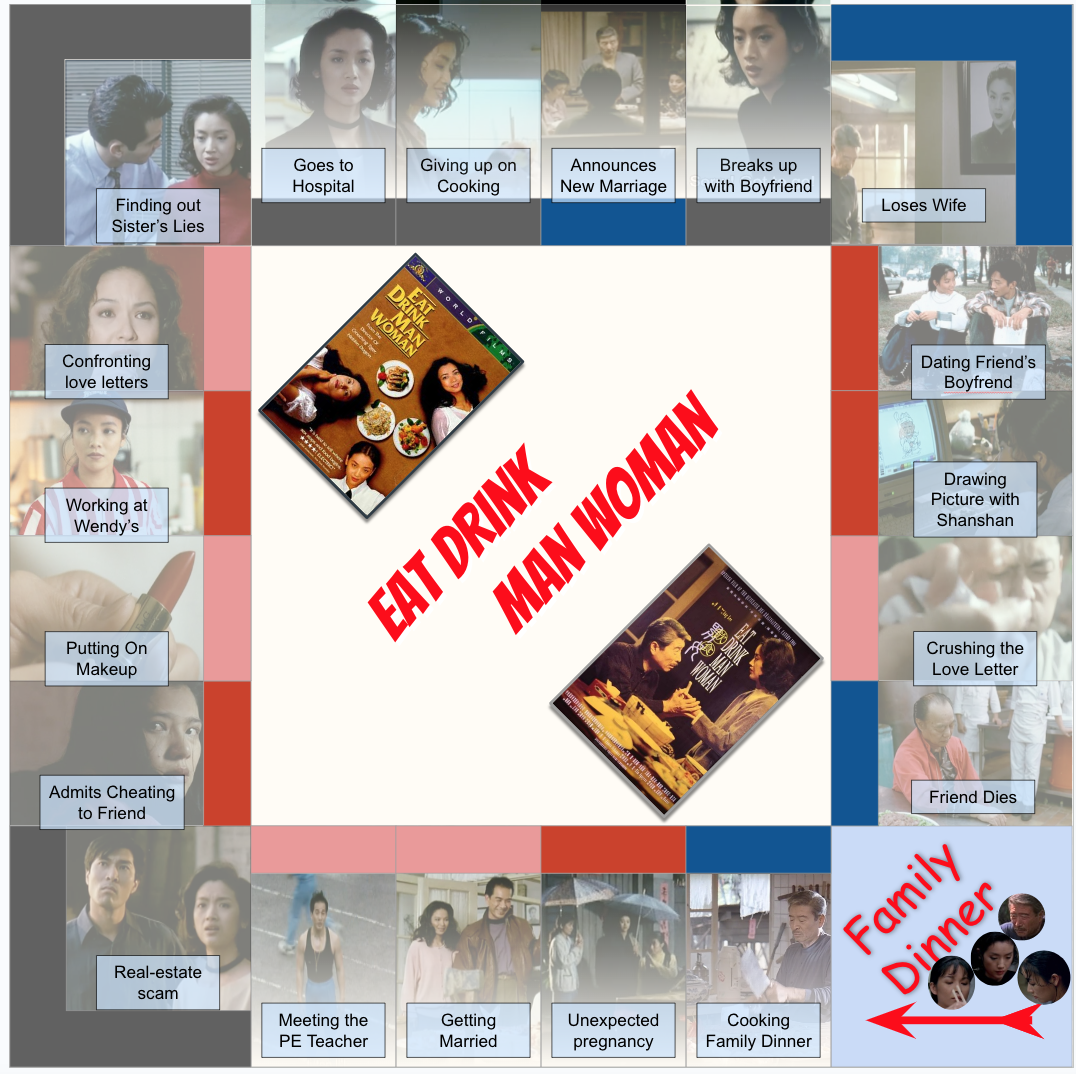 Goes to
Hospital
Giving up on
Cooking
Announces
New Marriage
Breaks up
with Boyfriend
Finding out
Sister's Lies
Loses Wife
Confronting
love letters
WORLD
FILMS
EAT
DRINK
MAN
WOMAN
Dating Friend's
Boyfrend
Working at
Wendy's
Drawing
Picture with
Shanshan
EAT DRINK
MAN WOMAN
Putting On
Makeup
EAT
DRINK
MAN
WOMAN
Crushing the
Love Letter
Admits Cheating
to Friend
Friend Dies
Real-estate
scam
Meeting the
PE Teacher
Getting
Married
Unexpected
pregnancy
Cooking
Family Dinner
Family
Dinner